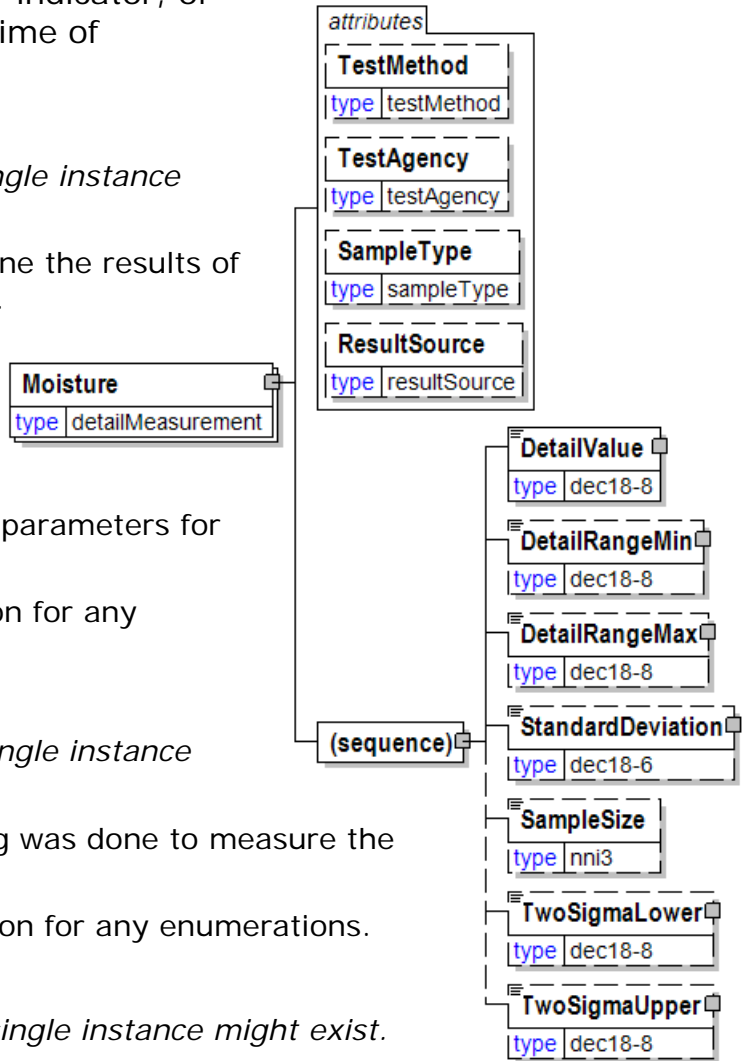 indicator, or
ime of
ngle instance
ne the results of
.
parameters for
on for any
ngle instance
g was done to measure the
on for any enumerations.
single instance might exist.
Moisture
type detailMeasurement
attributes
TestMethod
type testMethod
TestAgency
type testAgency
SampleType
type sampleType
ResultSource
type resultSource
(sequence)
DetailValue
type dec18-8
DetailRangeMin
type dec18-8
DetailRangeMax
type dec18-8
StandardDeviation
type dec18-6
SampleSize
type nni3
TwoSigmaLower
type dec18-8
TwoSigmaUpper
type dec18-8